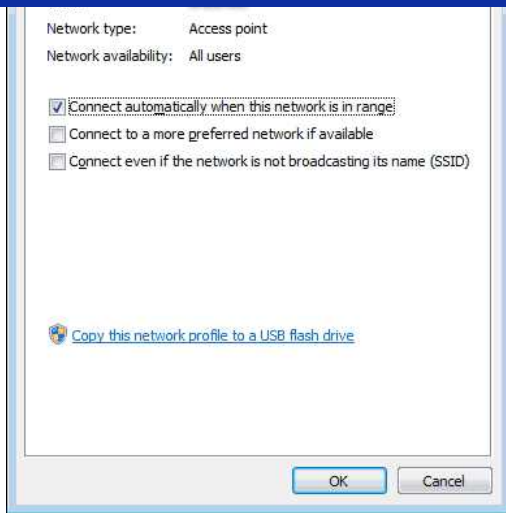 Network type: Access point
Network availability: All users
Connect automatically when this network is in range
Connect to a more preferred network if available
Connect even if the network is not broadcasting its name (SSID)
Copy this network profile to a USB flash drive
OK Cancel